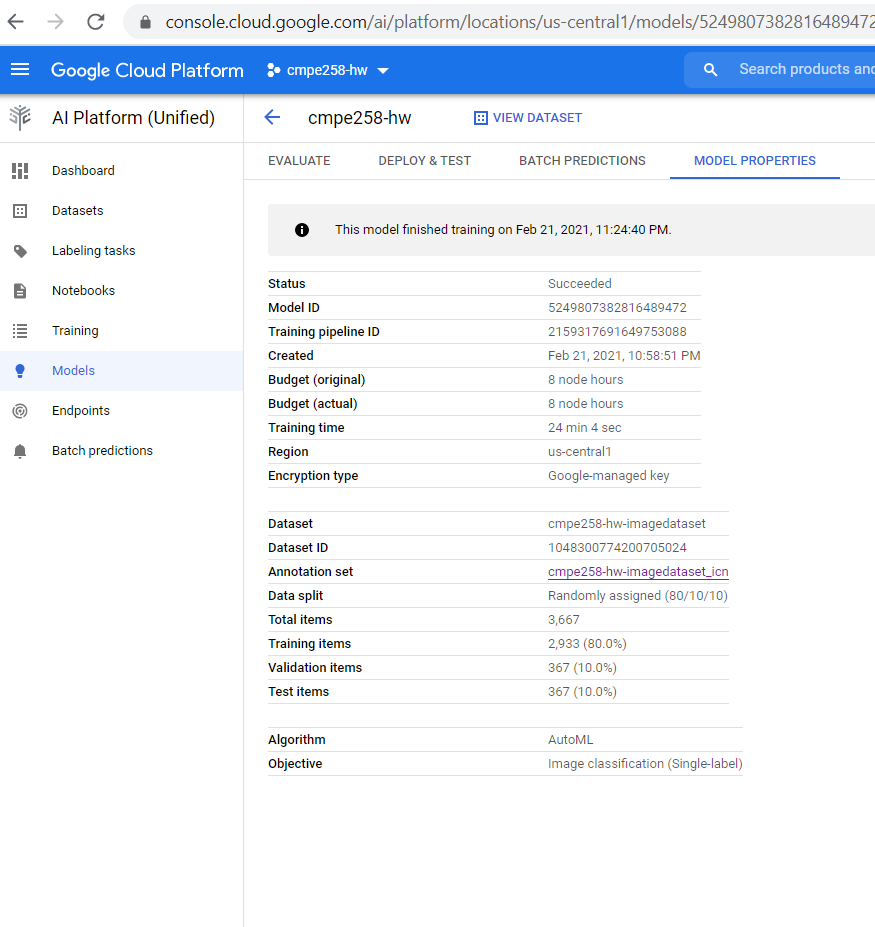 console.cloud.google.com/ai/platform/locations/us-central1/models/5249807382816489472
Google Cloud Platform cmpe258-hw Search products and
AI Platform (Unified)
cmpe258-hw VIEW DATASET
EVALUATE DEPLOY & TEST BATCH PREDICTIONS MODEL PROPERTIES
Dashboard
Datasets
Labeling tasks
Notebooks
Training
Models
Endpoints
Batch predictions
This model finished training on Feb 21, 2021, 11:24:40 PM.
Status Succeeded
Model ID 5249807382816489472
Training pipeline ID 2159317691649753088
Created Feb 21, 2021, 10:58:51 PM
Budget (original) 8 node hours
Budget (actual) 8 node hours
Training time 24 min 4 sec
Region us-central1
Encryption type Google-managed key
Dataset cmpe258-hw-imagedataset
Dataset ID 1048300774200705024
Annotation set cmpe258-hw-imagedataset_icn
Data split Randomly assigned (80/10/10)
Total items 3,667
Training items 2,933 (80.0%)
Validation items 367 (10.0%)
Test items 367 (10.0%)
Algorithm AutoML
Objective Image classification (Single-label)